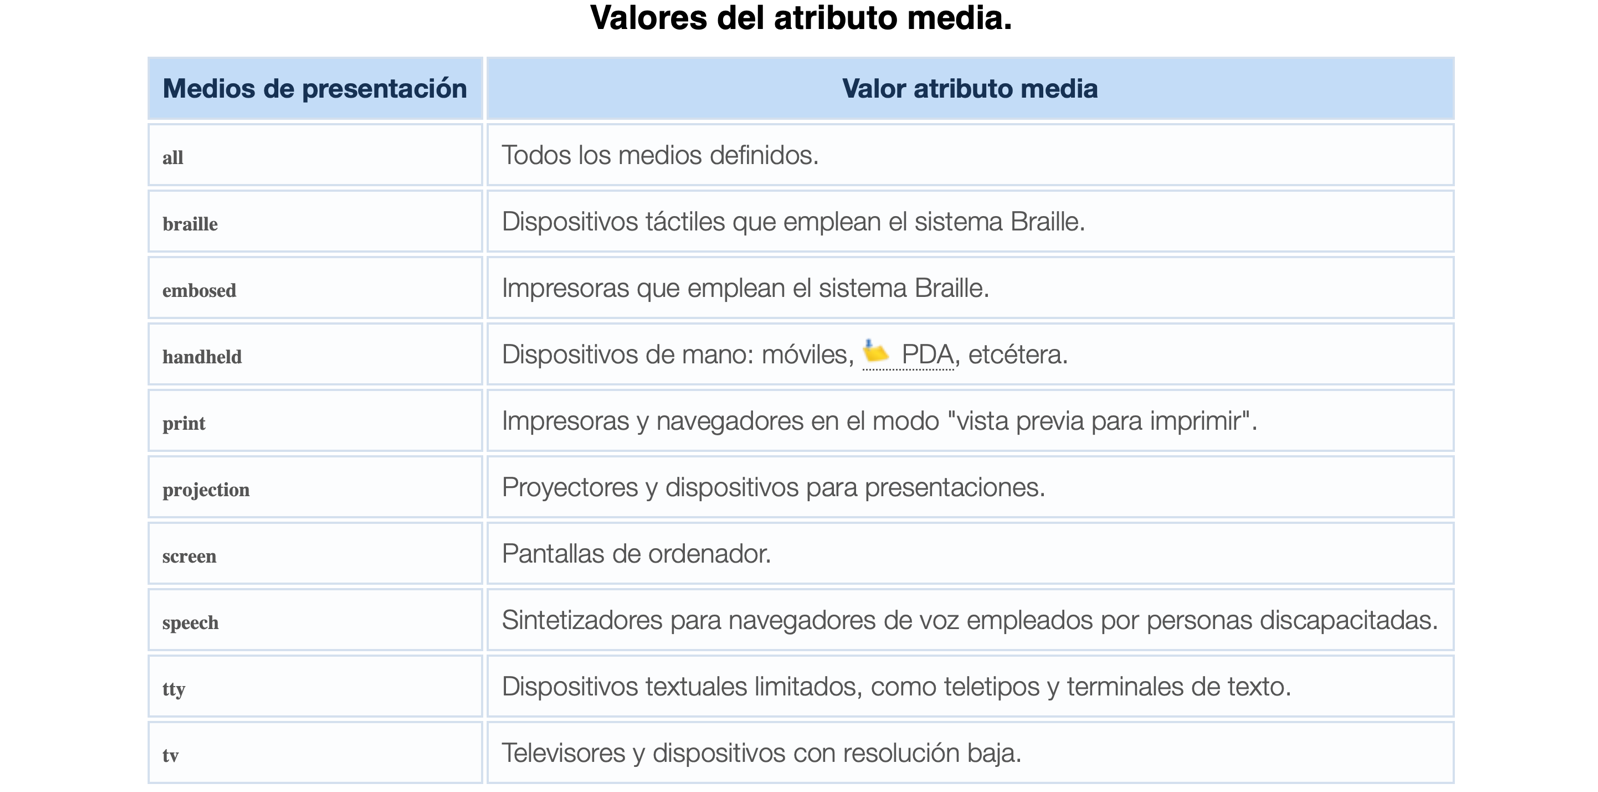 Valores del atributo media.
Medios de presentación Valor atributo media
all Todos los medios definidos.
braille Dispositivos táctiles que emplean el sistema Braille.
embosed Impresoras que emplean el sistema Braille.
handheld Dispositivos de mano: móviles, PDA, etcétera.
print Impresoras y navegadores en el modo "vista previa para imprimir".
projection Proyectores y dispositivos para presentaciones.
screen Pantallas de ordenador.
speech Sintetizadores para navegadores de voz empleados por personas discapacitadas.
tty Dispositivos textuales limitados, como teletipos y terminales de texto.
tv Televisores y dispositivos con resolución baja.